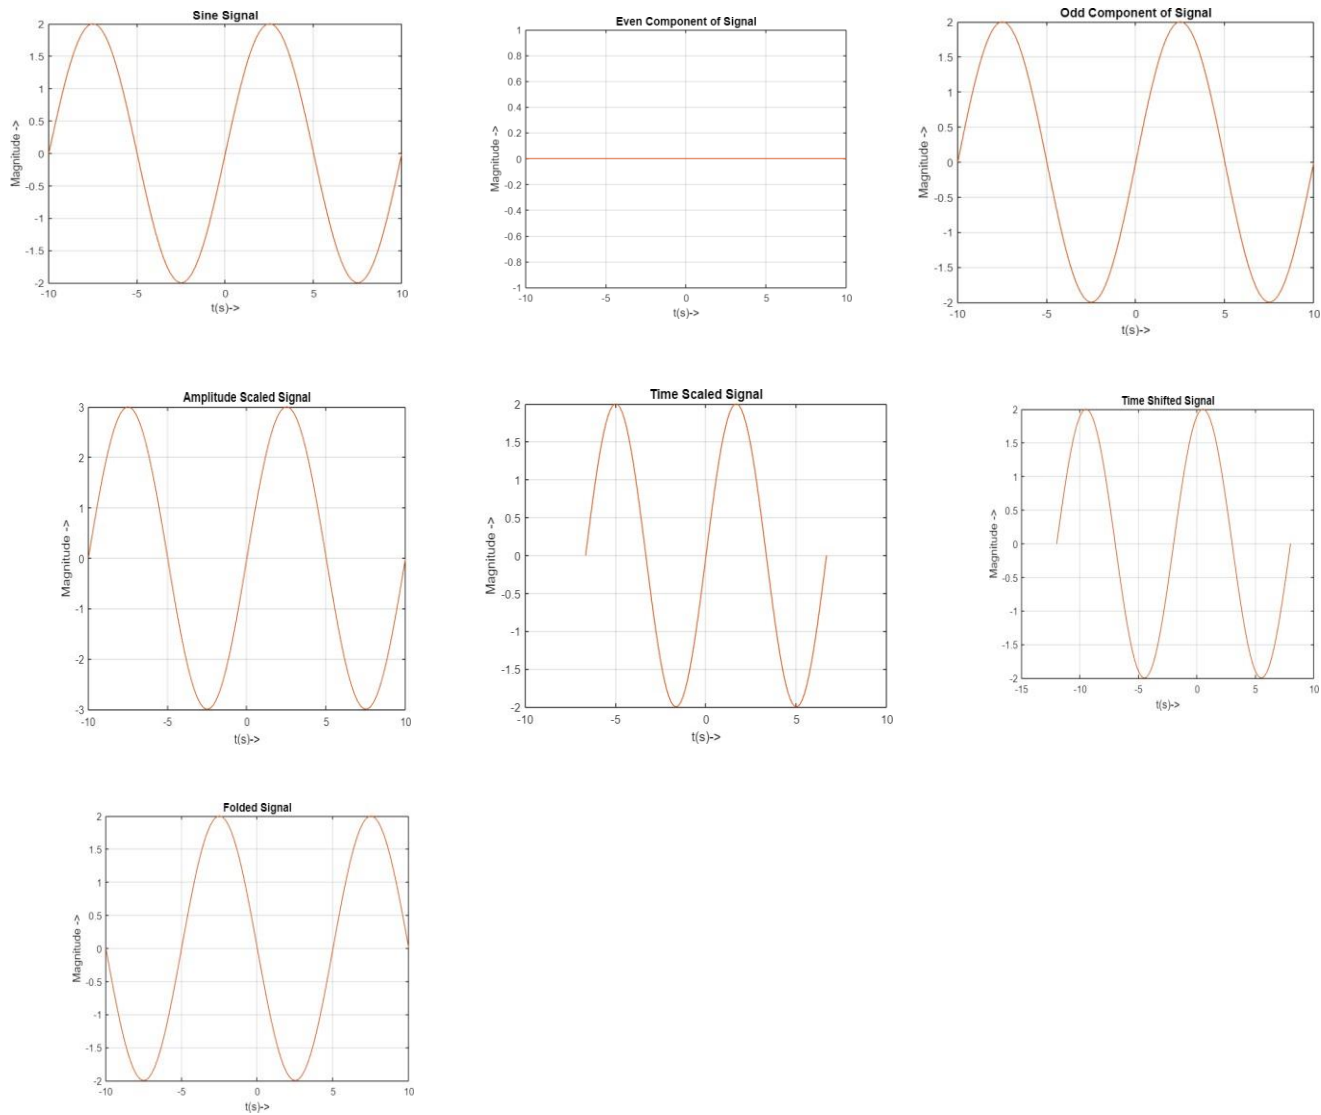 Sine Signal
2
1.5
1
0.5
0
-0.5
-1
-1.5
-2
Magnitude ->
-10 -5 0 5 10
t(s)->
Even Component of Signal
1
0.8
0.6
0.4
0.2
0
-0.2
-0.4
-0.6
-0.8
-1
Magnitude ->
-10 -5 0 5 10
t(s)->
Odd Component of Signal
2
1.5
1
0.5
0
-0.5
-1
-1.5
-2
Magnitude ->
-10 -5 0 5 10
t(s)->
Amplitude Scaled Signal
3
2
1
0
-1
-2
-3
Magnitude ->
-10 -5 0 5 10
t(s)->
Time Scaled Signal
2
1.5
1
0.5
0
-0.5
-1
-1.5
-2
Magnitude ->
-10 -5 0 5 10
t(s)->
Time Shifted Signal
2
1.5
1
0.5
0
-0.5
-1
-1.5
-2
Magnitude ->
-15 -10 -5 0 5 10
t(s)->
Folded Signal
2
1.5
1
0.5
0
-0.5
-1
-1.5
-2
Magnitude ->
-10 -5 0 5 10
t(s)->